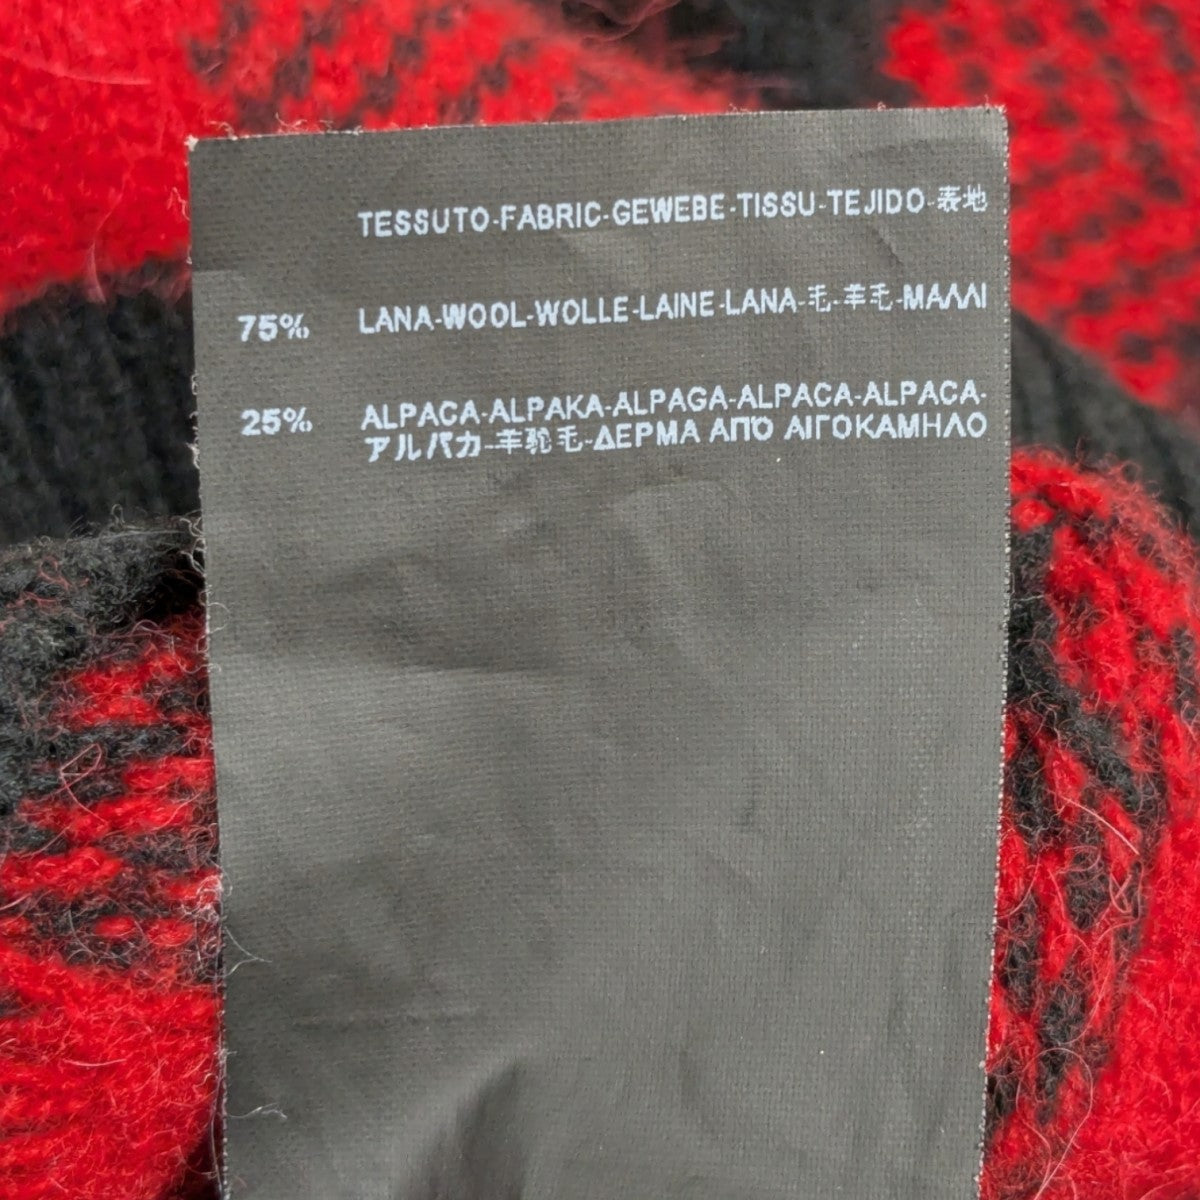 TESSUTO-FABRIC-GEWEBE-TISSU-TEJIDO-表地
75% LANA-WOOL-WOLLE-LAINE-LANA-毛-羊毛-ΜΑΛΛΙ
25% ALPACA-ALPAKA-ALPAGA-ALPACA-ALPACA-
アルパカ-羊駝毛-ΔΕΡΜΑ ΑΠΌ ΑΙΓΟΚΑΜΗΛΟ